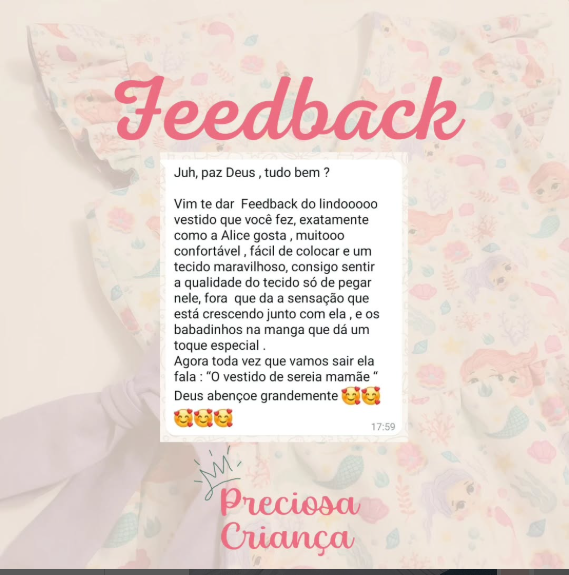 Feedback
Juh, paz Deus , tudo bem ?
Vim te dar  Feedback do lindooooo
vestido que você fez, exatamente
como a Alice gosta , muitooo
confortável , fácil de colocar e um
tecido maravilhoso, consigo sentir
a qualidade do tecido só de pegar
nele, fora  que da a sensação que
está crescendo junto com ela , e os
babadinhos na manga que dá um
toque especial .
Agora toda vez que vamos sair ela
fala : “O vestido de sereia mamãe “
Deus abençoe grandemente 🥰🥰
🥰🥰🥰
17:59
Preciosa
Criança